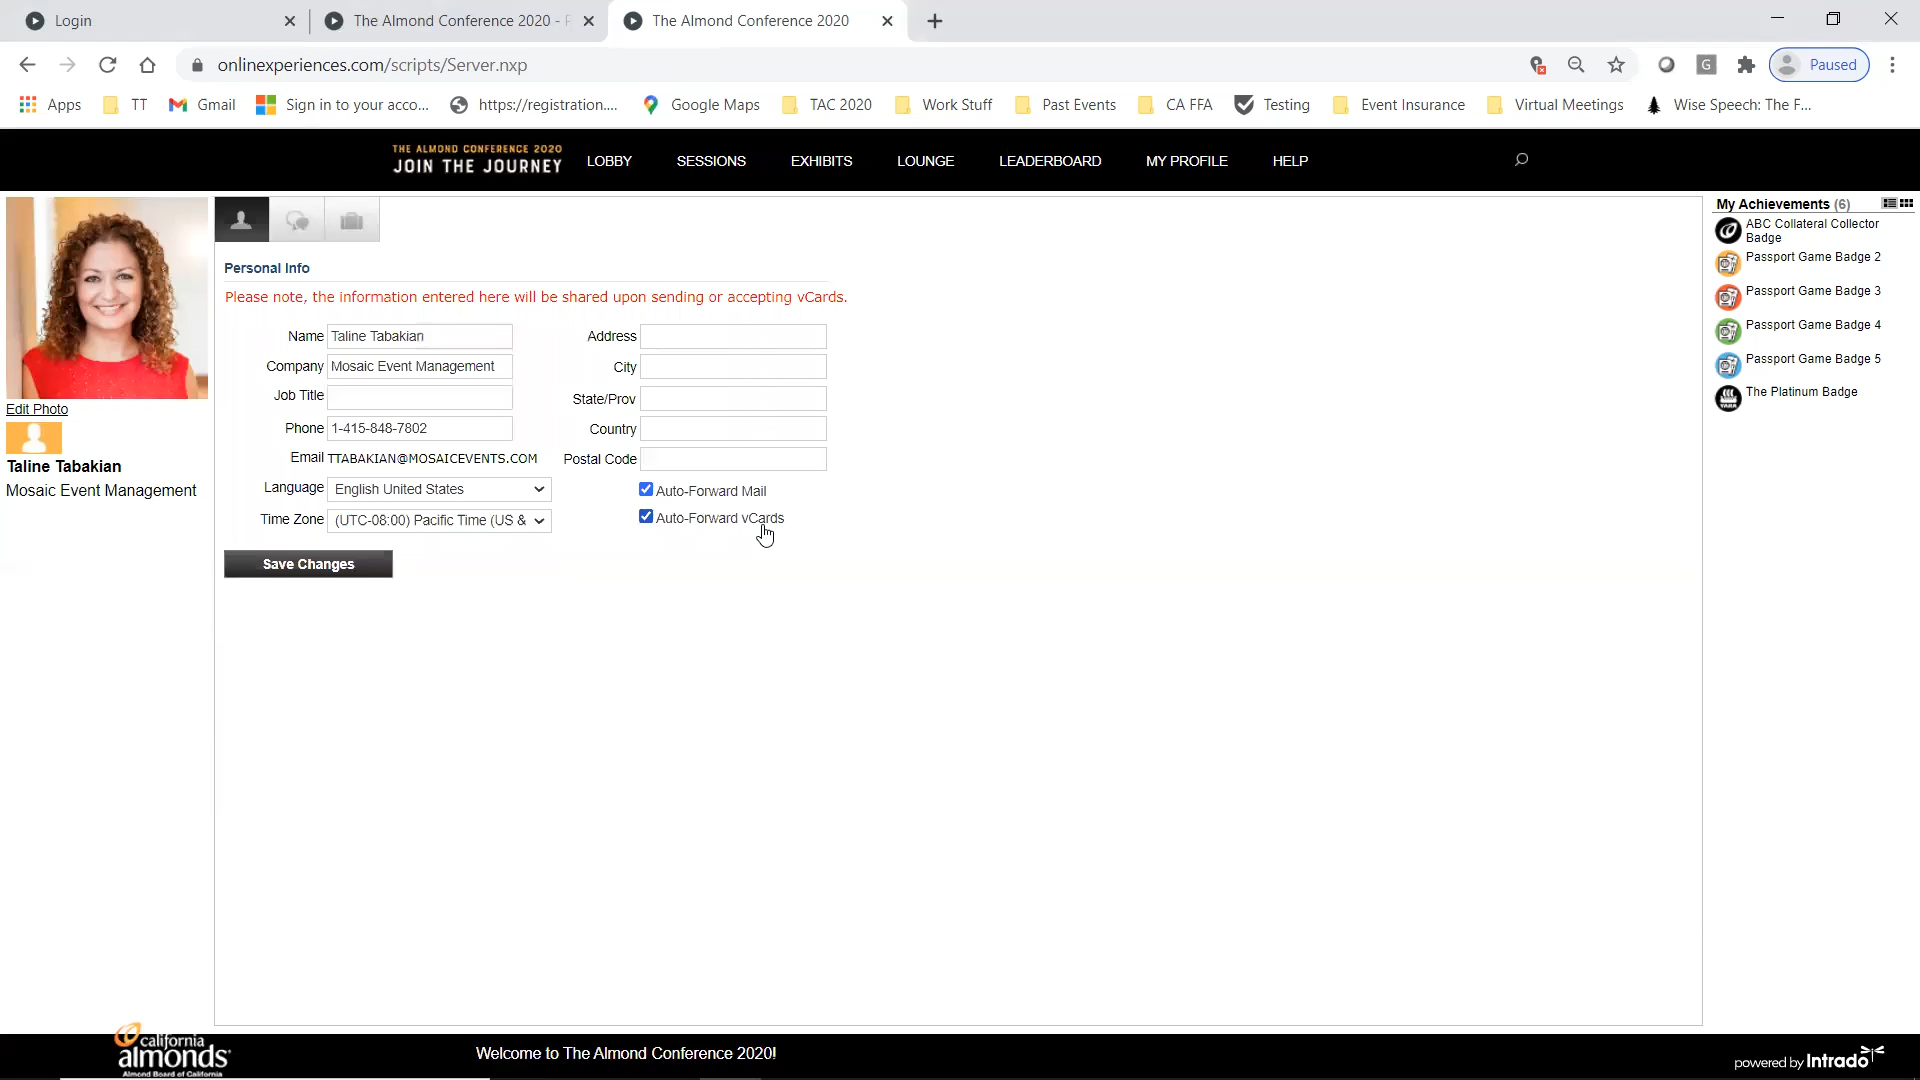 Login
The Almond Conference 2020 -
The Almond Conference 2020
onlinexperiences.com/scripts/Server.nxp
G
Paused
Apps
TT
Gmail
Sign in to your acco...
https://registration....
Google Maps
TAC 2020
Work Stuff
Past Events
CA FFA
Testing
Event Insurance
Virtual Meetings
Wise Speech: The F...
THE ALMOND CONFERENCE 2020
JOIN THE JOURNEY
LOBBY
SESSIONS
EXHIBITS
LOUNGE
LEADERBOARD
MY PROFILE
HELP
Edit Photo
Taline Tabakian
Mosaic Event Management
Personal Info
Please note, the information entered here will be shared upon sending or accepting vCards.
Name Taline Tabakian
Company Mosaic Event Management
Job Title
Phone 1-415-848-7802
Email TTABAKIAN@MOSAICEVENTS.COM
Language English United States
Time Zone (UTC-08:00) Pacific Time (US &
Address
City
State/Prov
Country
Postal Code
Auto-Forward Mail
Auto-Forward vCards
Save Changes
My Achievements (6)
ABC Collateral Collector
Badge
Passport Game Badge 2
Passport Game Badge 3
Passport Game Badge 4
Passport Game Badge 5
The Platinum Badge
california
almonds
Almond Board of California
Welcome to The Almond Conference 2020!
powered by Intrado